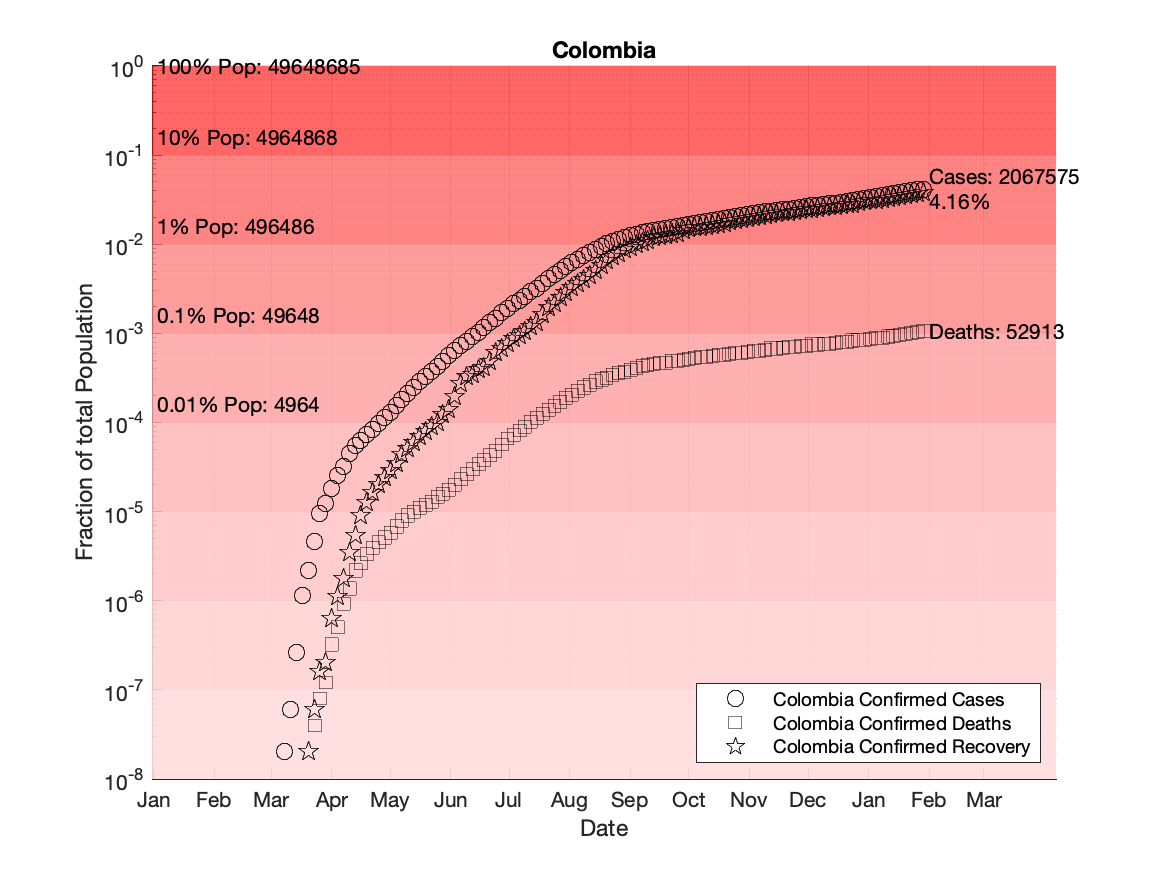 Colombia
10^0
100% Pop: 49648685
10% Pop: 4964868
10^-1
Cases: 2067575
4.16%
1% Pop: 496486
10^-2
0.1% Pop: 49648
10^-3
Deaths: 52913
0.01% Pop: 4964
10^-4
10^-5
10^-6
10^-7
10^-8
Fraction of total Population
Colombia Confirmed Cases
Colombia Confirmed Deaths
Colombia Confirmed Recovery
Jan Feb Mar Apr May Jun Jul Aug Sep Oct Nov Dec Jan Feb Mar
Date